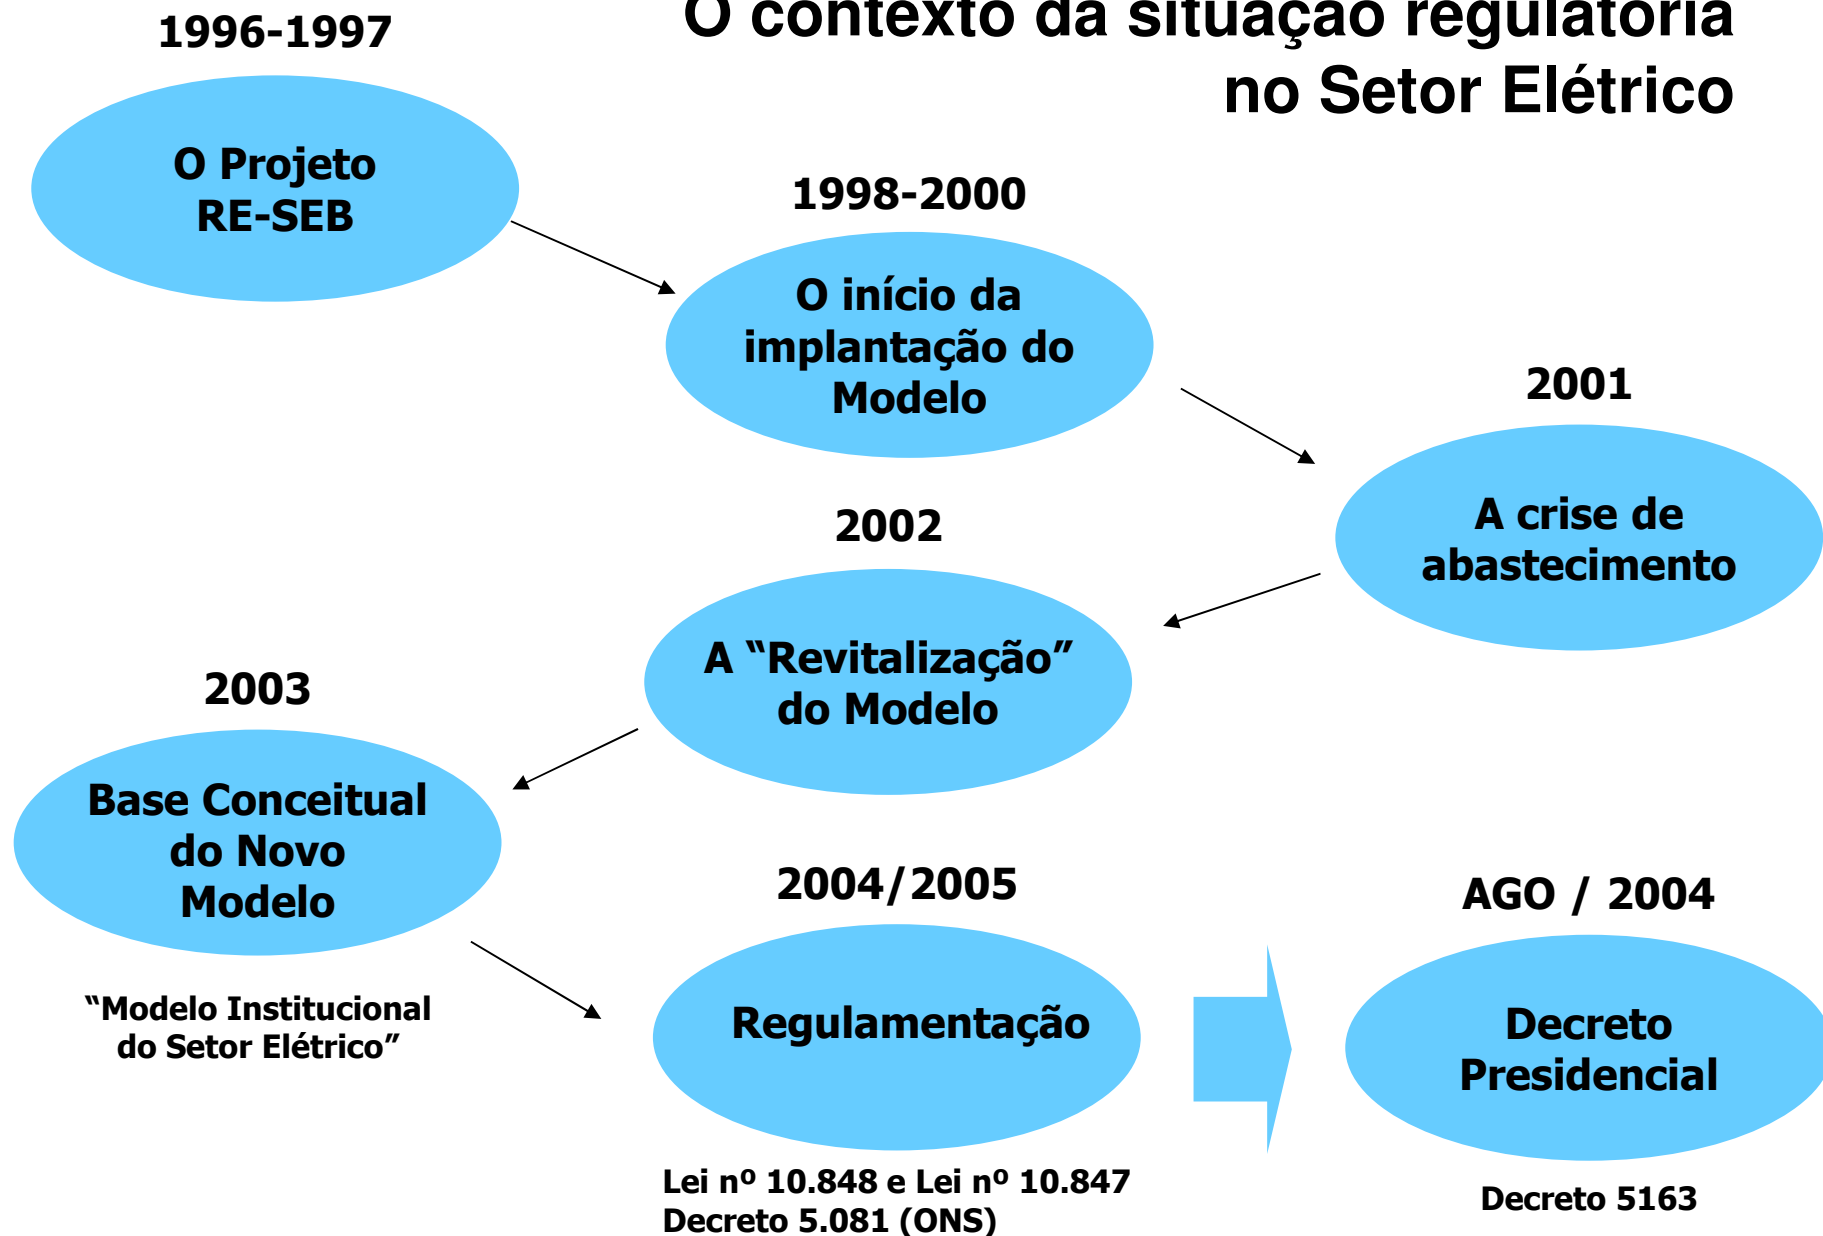 O contexto da situação regulatória
no Setor Elétrico
1996-1997
O Projeto
RE-SEB
1998-2000
O início da
implantação do
Modelo
2001
A crise de
abastecimento
2002
A “Revitalização”
do Modelo
2003
Base Conceitual
do Novo
Modelo
“Modelo Institucional
do Setor Elétrico”
2004/2005
Regulamentação
Lei nº 10.848 e Lei nº 10.847
Decreto 5.081 (ONS)
AGO / 2004
Decreto
Presidencial
Decreto 5163